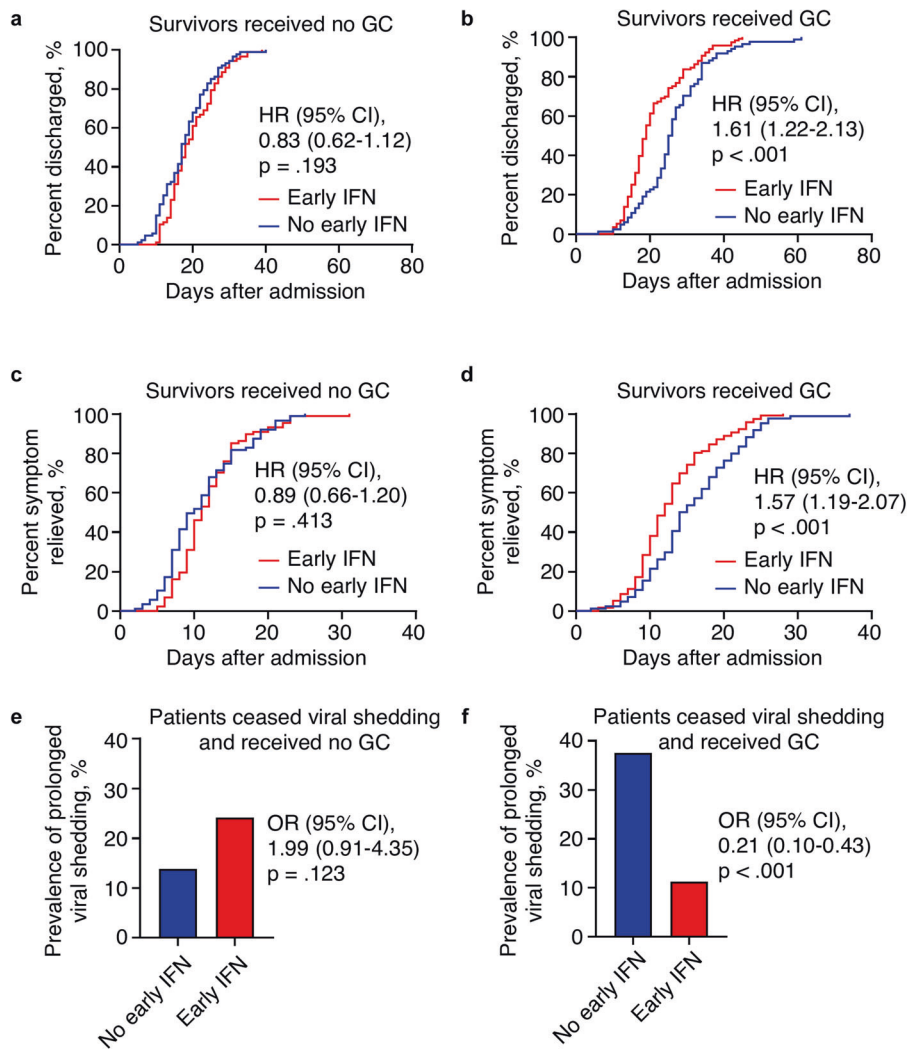 a
Survivors received no GC
Percent discharged, %
100
80
60
40
20
0
HR (95% CI),
0.83 (0.62-1.12)
p = .193
Early IFN
No early IFN
0 20 40 60 80
Days after admission
b
Survivors received GC
Percent discharged, %
100
80
60
40
20
0
HR (95% CI),
1.61 (1.22-2.13)
p < .001
Early IFN
No early IFN
0 20 40 60 80
Days after admission
c
Survivors received no GC
Percent symptom
relieved, %
100
80
60
40
20
0
HR (95% CI),
0.89 (0.66-1.20)
p = .413
Early IFN
No early IFN
0 10 20 30 40
Days after admission
d
Survivors received GC
Percent symptom
relieved, %
100
80
60
40
20
0
HR (95% CI),
1.57 (1.19-2.07)
p < .001
Early IFN
No early IFN
0 10 20 30 40
Days after admission
e
Patients ceased viral shedding
and received no GC
Prevalence of prolonged
viral shedding, %
40
30
20
10
0
OR (95% CI),
1.99 (0.91-4.35)
p = .123
No early IFN
Early IFN
f
Patients ceased viral shedding
and received GC
Prevalence of prolonged
viral shedding, %
40
30
20
10
0
OR (95% CI),
0.21 (0.10-0.43)
p < .001
No early IFN
Early IFN